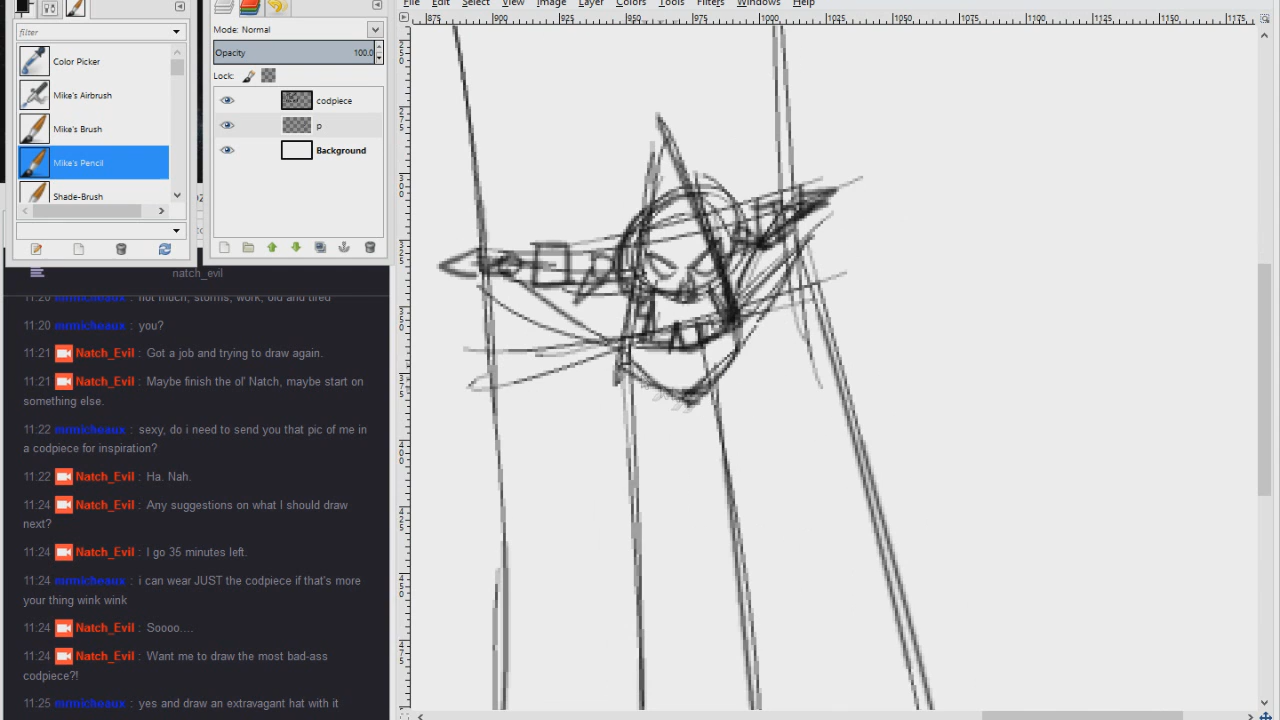 File Edit Select View Image Layer Colors Tools Filters Windows Help
filter
Color Picker
Mike's Airbrush
Mike's Brush
Mike's Pencil
Shade-Brush
Mode: Normal
Opacity 100.0
Lock:
codpiece
p
Background
875 900 925 950 975 1000 1025 1050 1075 1100 1125 1150 1175
natch_evil
11:20 mrmicheaux : not much, storms, work, old and tired
11:20 mrmicheaux : you?
11:21 Natch_Evil : Got a job and trying to draw again.
11:21 Natch_Evil : Maybe finish the ol' Natch, maybe start on
something else.
11:22 mrmicheaux : sexy, do i need to send you that pic of me in
a codpiece for inspiration?
11:22 Natch_Evil : Ha. Nah.
11:24 Natch_Evil : Any suggestions on what I should draw
next?
11:24 Natch_Evil : I go 35 minutes left.
11:24 mrmicheaux : i can wear JUST the codpiece if that's more
your thing wink wink
11:24 Natch_Evil : Soooo....
11:24 Natch_Evil : Want me to draw the most bad-ass
codpiece?!
11:25 mrmicheaux : yes and draw an extravagant hat with it